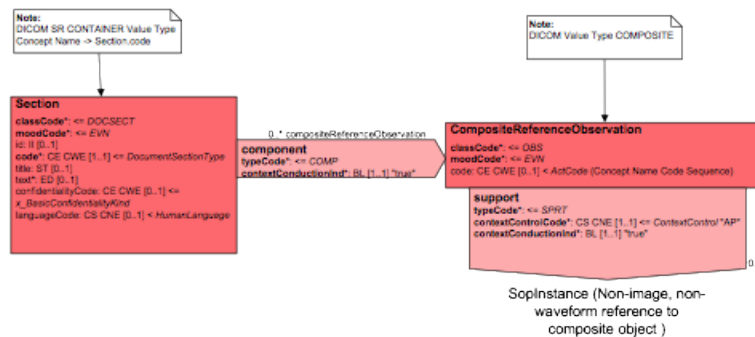 Note:
DICOM SR CONTAINER Value Type
Concept Name -> Section.code
Note:
DICOM Value Type COMPOSITE
Section
classCode*: <= DOCSECT
moodCode*: <= EVN
id: II [0..1]
code*: CE CWE [1..1] <= DocumentSectionType
title: ST [0..1]
text*: ED [0..1]
confidentialityCode: CE CWE [0..1] <=
x_BasicConfidentialityKind
languageCode: CS CNE [0..1] < HumanLanguage
0..* compositeReferenceObservation
component
typeCode*: <= COMP
contextConductionInd*: BL [1..1] "true"
CompositeReferenceObservation
classCode*: <= OBS
moodCode*: <= EVN
code: CE CWE [0..1] < ActCode (Concept Name Code Sequence)
support
typeCode*: <= SPRT
contextControlCode*: CS CNE [1..1] <= ContextControl "AP"
contextConductionInd*: BL [1..1] "true"
0.
SopInstance (Non-image, non-
waveform reference to
composite object )